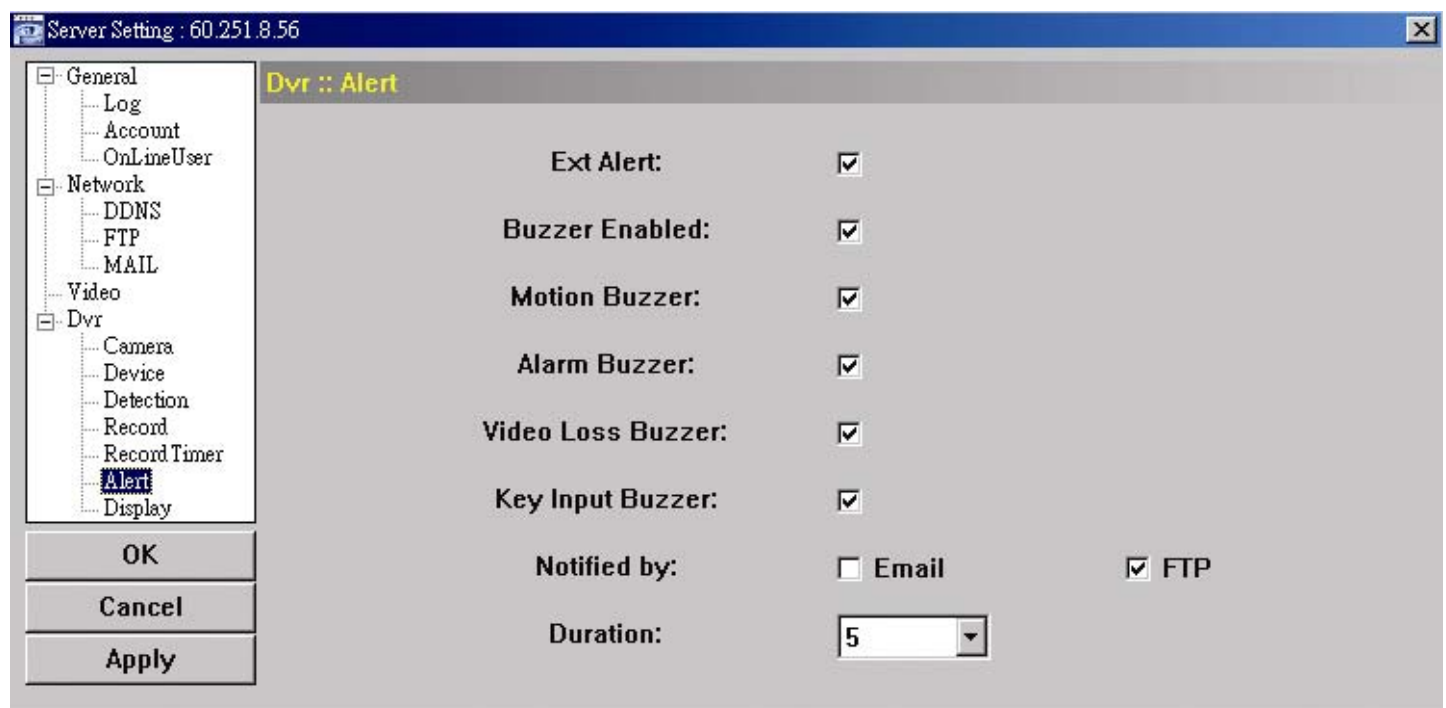 Server Setting : 60.251.8.56
General
Log
Account
OnLineUser
Network
DDNS
FTP
MAIL
Video
Dvr
Camera
Device
Detection
Record
Record Timer
Alert
Display
OK
Cancel
Apply
Dvr :: Alert
Ext Alert:
Buzzer Enabled:
Motion Buzzer:
Alarm Buzzer:
Video Loss Buzzer:
Key Input Buzzer:
Notified by: Email FTP
Duration: 5